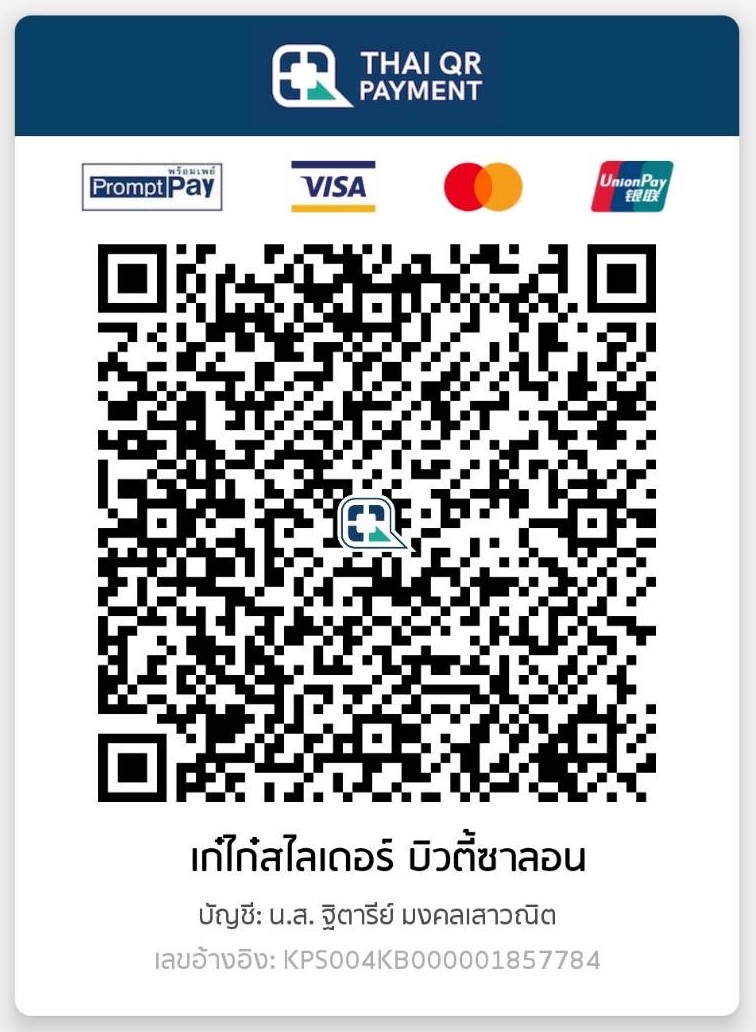 THAI QR
PAYMENT
พร้อมเพย์
PromptPay
VISA
UnionPay
银联
เก๋ไก๋สไลเดอร์ บิวตี้ซาลอน
บัญชี: น.ส. ฐิตารีย์ มงคลเสาวณิต
เลขอ้างอิง: KPS004KB000001857784